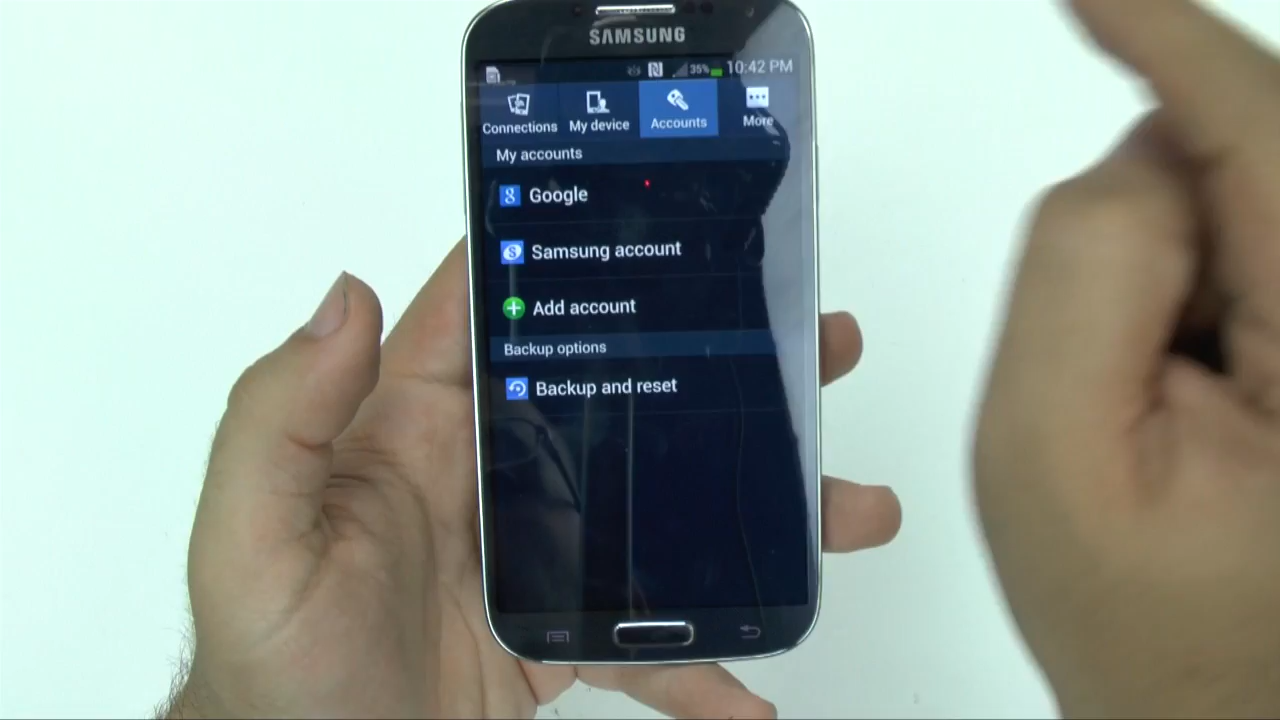 SAMSUNG
35% 10:42 PM
Connections My device Accounts More
My accounts
Google
Samsung account
Add account
Backup options
Backup and reset